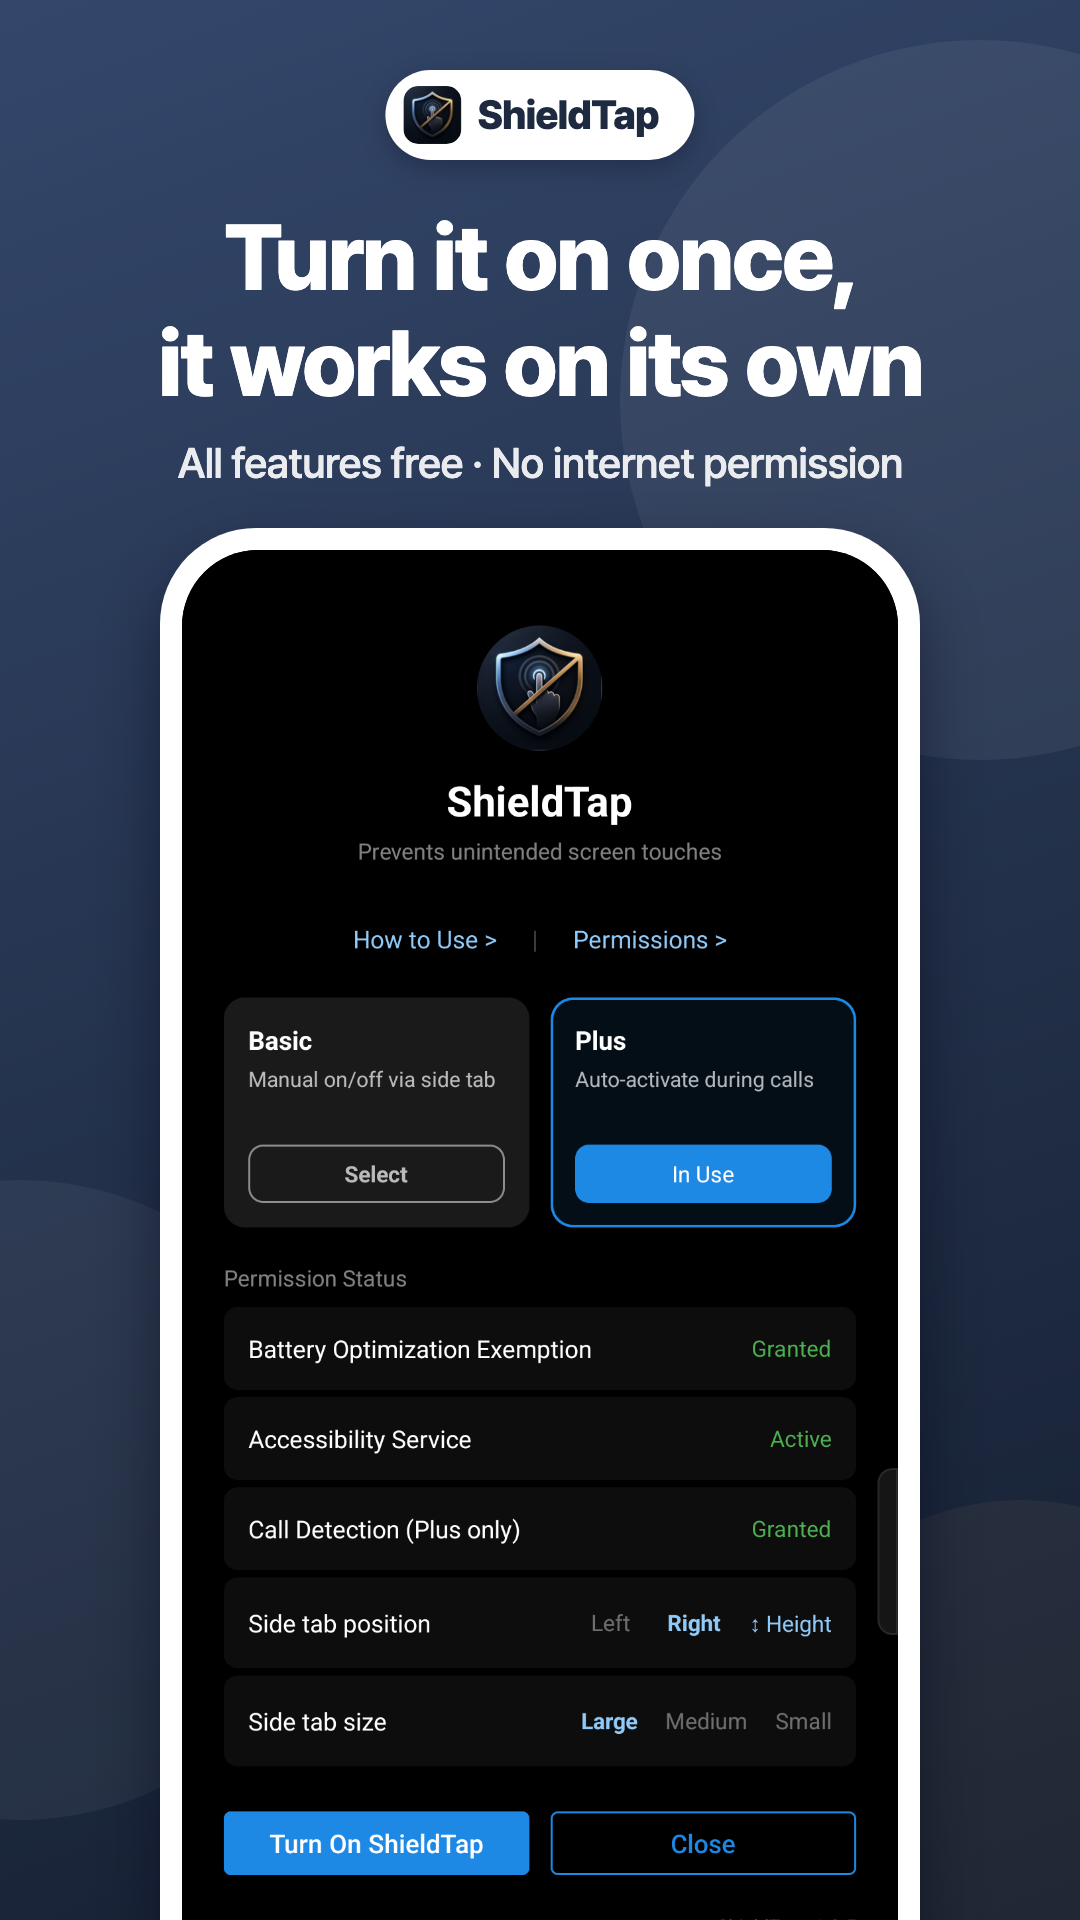 ShieldTap
Turn it on once,
it works on its own
All features free · No internet permission
ShieldTap
Prevents unintended screen touches
How to Use > | Permissions >
Basic
Manual on/off via side tab
Select
Plus
Auto-activate during calls
In Use
Permission Status
Battery Optimization Exemption Granted
Accessibility Service Active
Call Detection (Plus only) Granted
Side tab position Left Right ↕ Height
Side tab size Large Medium Small
Turn On ShieldTap Close